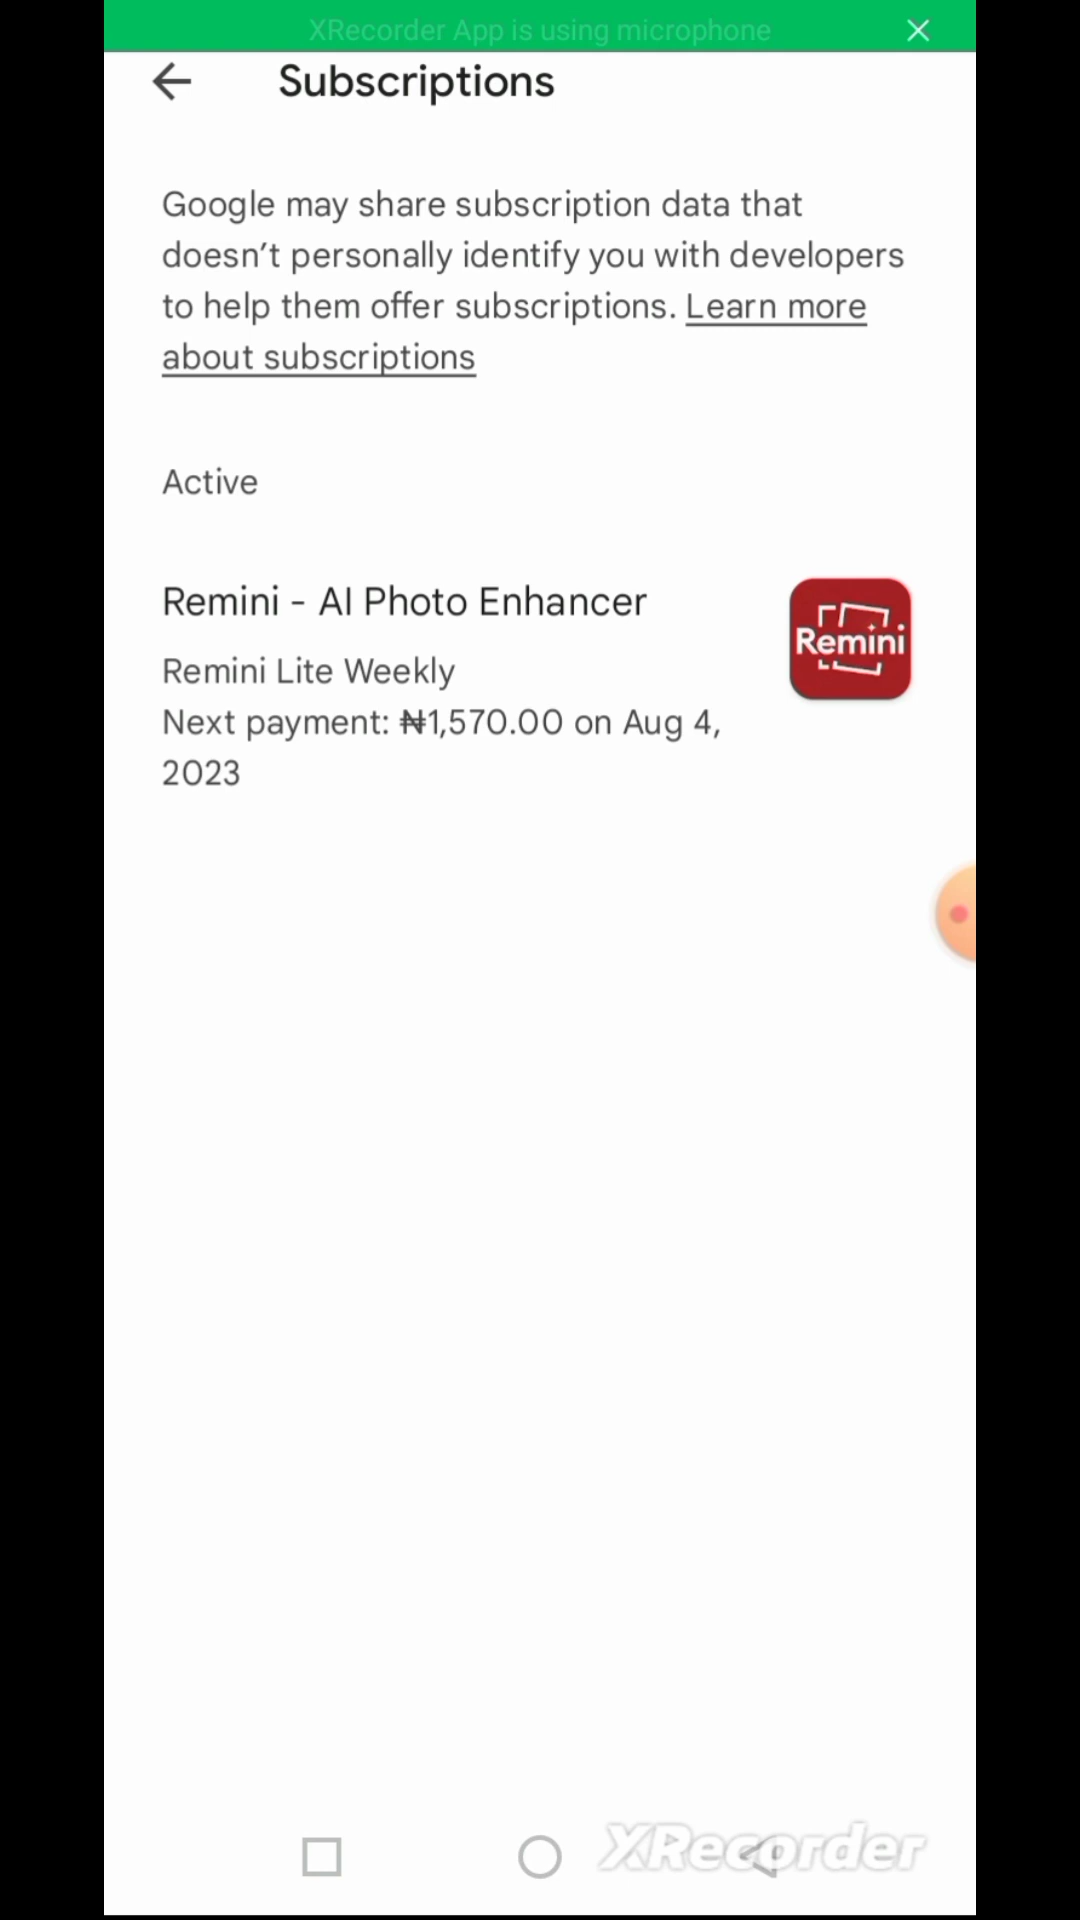 XRecorder App is using microphone
Subscriptions
Google may share subscription data that
doesn’t personally identify you with developers
to help them offer subscriptions. Learn more
about subscriptions
Active
Remini - AI Photo Enhancer
Remini
Remini Lite Weekly
Next payment: ₦1,570.00 on Aug 4,
2023
XRecorder